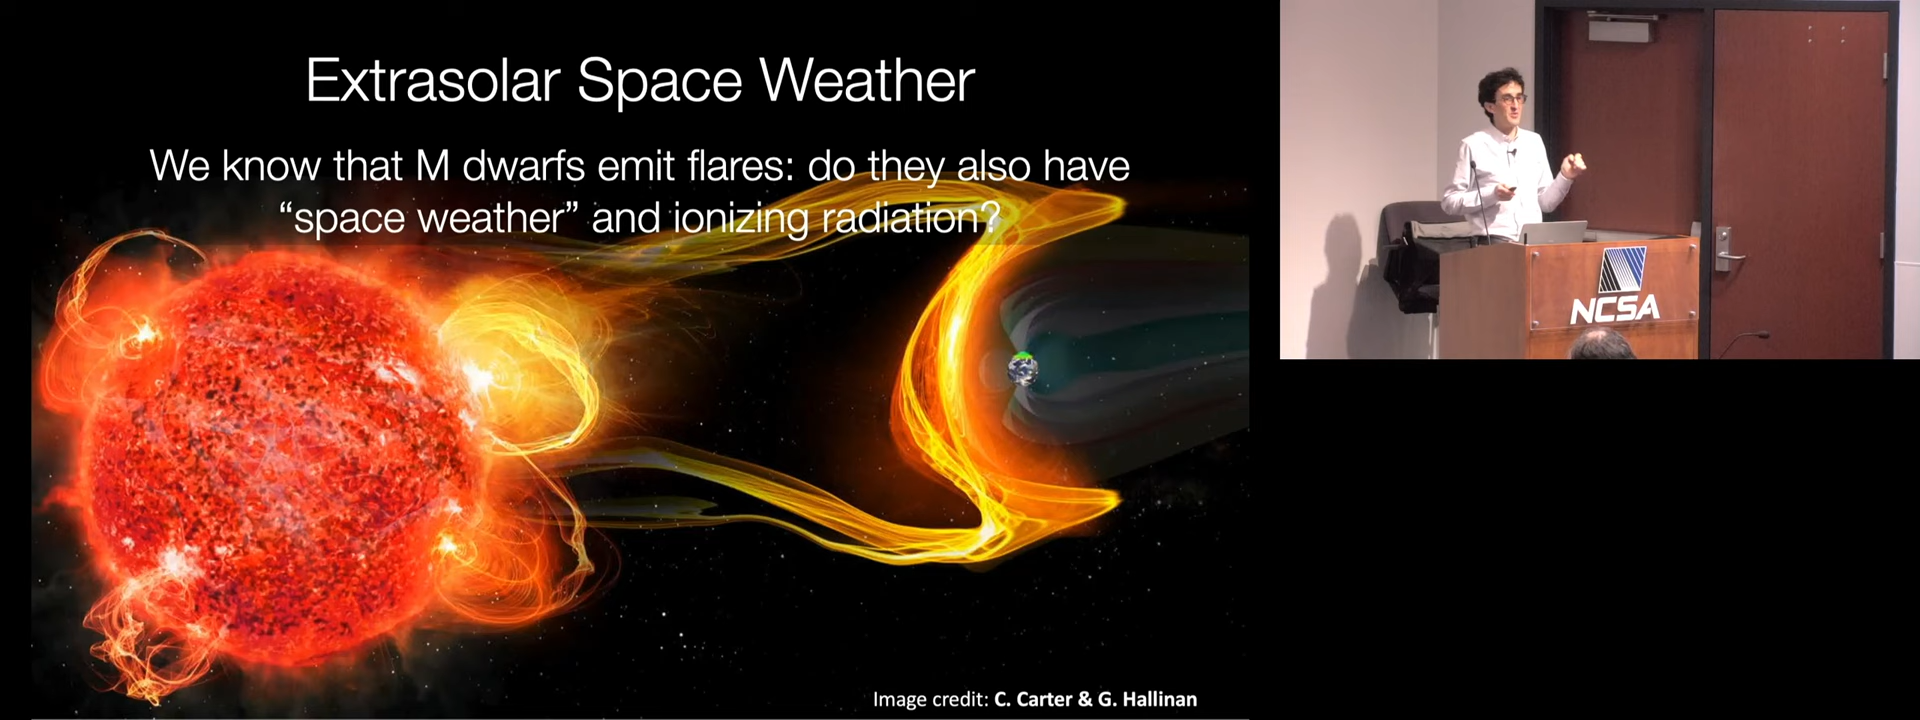 Extrasolar Space Weather
We know that M dwarfs emit flares: do they also have
“space weather” and ionizing radiation?
Image credit: C. Carter & G. Hallinan
NCSA